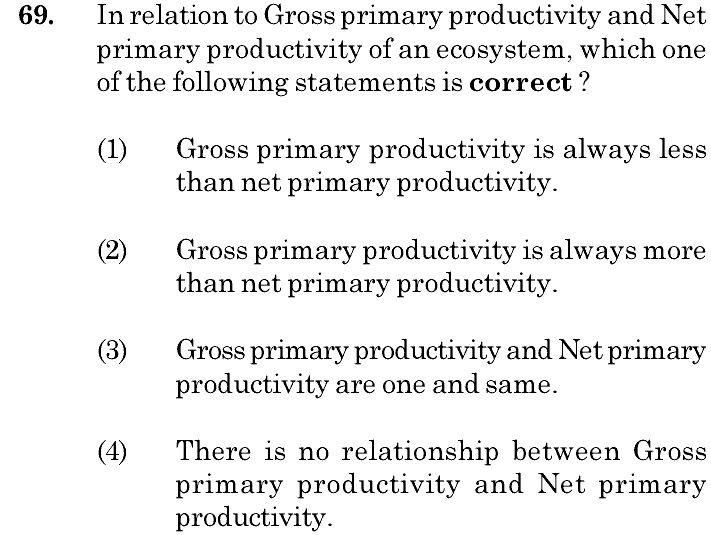 69. In relation to Gross primary productivity and Net
primary productivity of an ecosystem, which one
of the following statements is correct ?
(1) Gross primary productivity is always less
than net primary productivity.
(2) Gross primary productivity is always more
than net primary productivity.
(3) Gross primary productivity and Net primary
productivity are one and same.
(4) There is no relationship between Gross
primary productivity and Net primary
productivity.